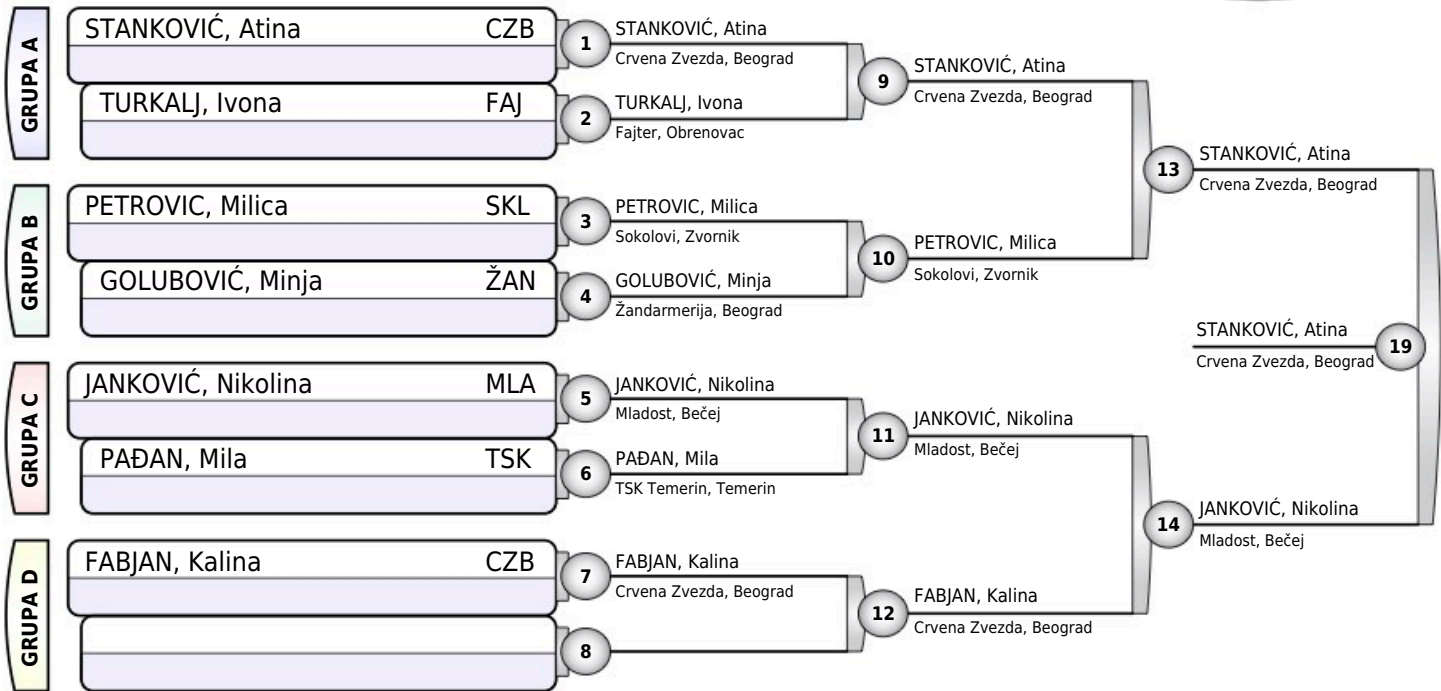 GRUPA A
STANKOVIĆ, Atina CZB
TURKALJ, Ivona FAJ
GRUPA B
PETROVIC, Milica SKL
GOLUBOVIĆ, Minja ŽAN
GRUPA C
JANKOVIĆ, Nikolina MLA
PAĐAN, Mila TSK
GRUPA D
FABJAN, Kalina CZB
1
STANKOVIĆ, Atina
Crvena Zvezda, Beograd
2
TURKALJ, Ivona
Fajter, Obrenovac
3
PETROVIC, Milica
Sokolovi, Zvornik
4
GOLUBOVIĆ, Minja
Žandarmerija, Beograd
5
JANKOVIĆ, Nikolina
Mladost, Bečej
6
PAĐAN, Mila
TSK Temerin, Temerin
7
FABJAN, Kalina
Crvena Zvezda, Beograd
8
9
STANKOVIĆ, Atina
Crvena Zvezda, Beograd
10
PETROVIC, Milica
Sokolovi, Zvornik
11
JANKOVIĆ, Nikolina
Mladost, Bečej
12
FABJAN, Kalina
Crvena Zvezda, Beograd
13
STANKOVIĆ, Atina
Crvena Zvezda, Beograd
14
JANKOVIĆ, Nikolina
Mladost, Bečej
STANKOVIĆ, Atina
Crvena Zvezda, Beograd
19